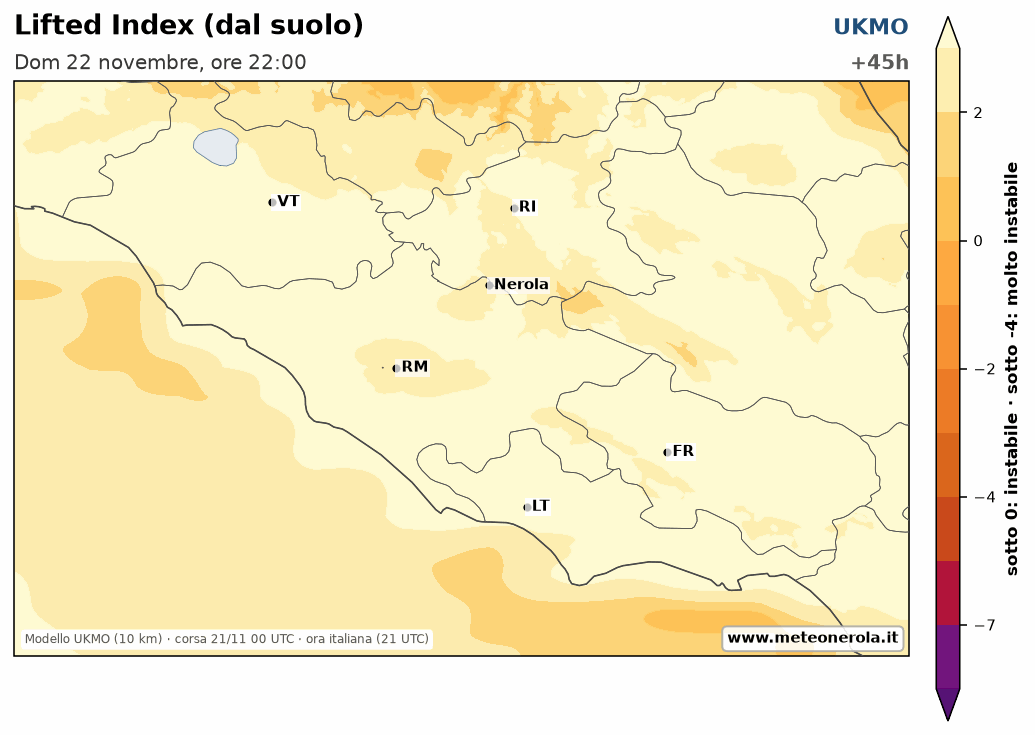 Lifted Index (dal suolo)
UKMO
Dom 22 novembre, ore 22:00
+45h
VT
RI
Nerola
RM
FR
LT
2
0
−2
−4
−7
sotto 0: instabile · sotto -4: molto instabile
Modello UKMO (10 km) · corsa 21/11 00 UTC · ora italiana (21 UTC)
www.meteonerola.it